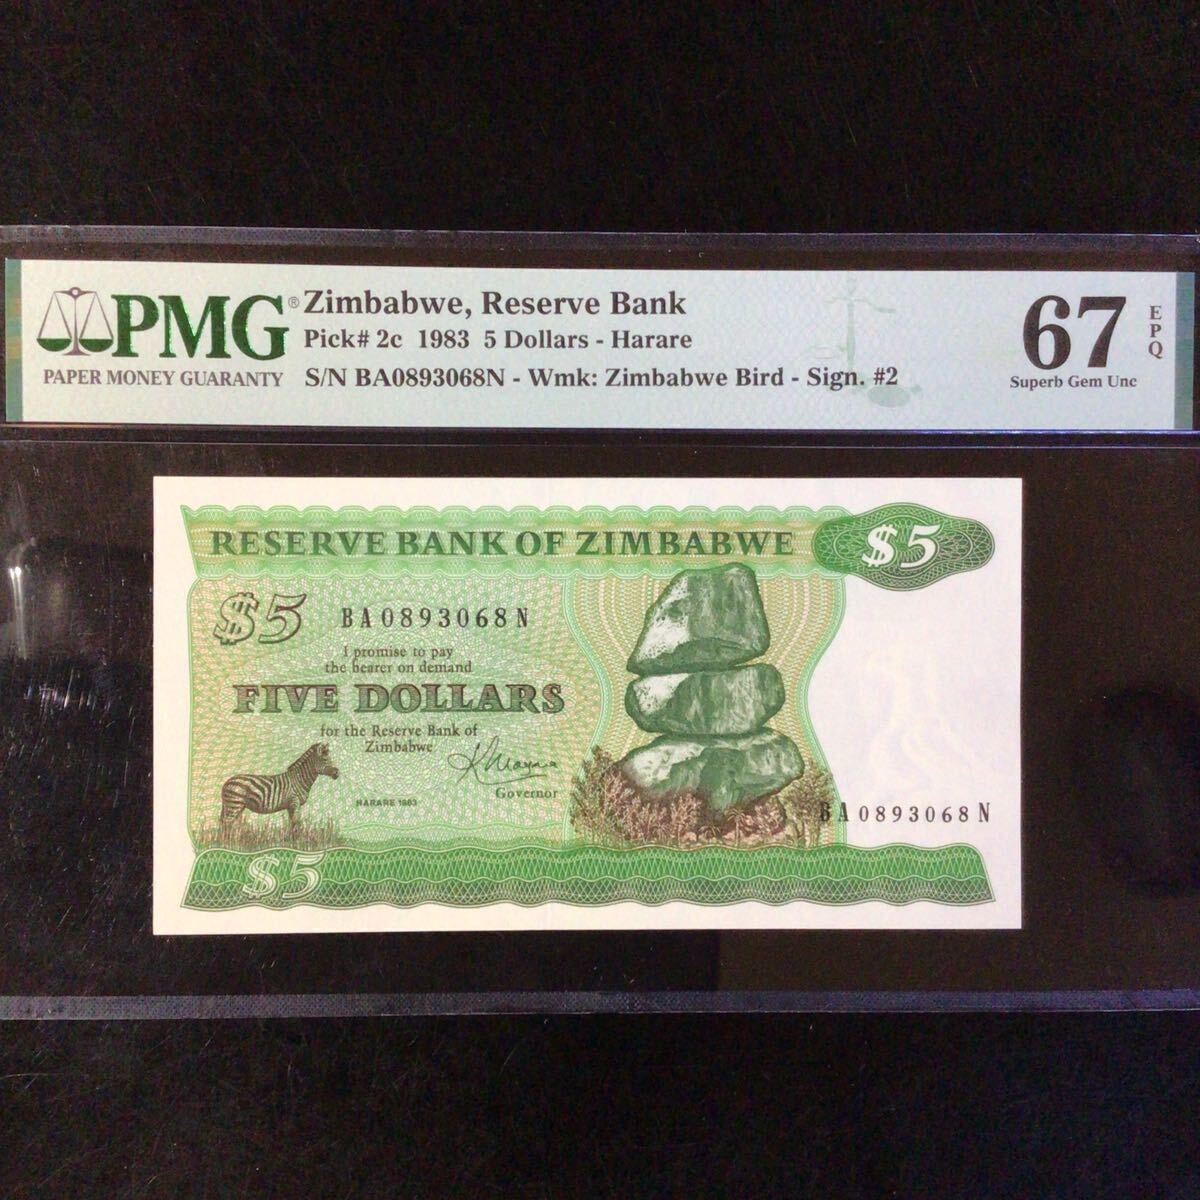 PMG®
PAPER MONEY GUARANTY
Zimbabwe, Reserve Bank
Pick# 2c 1983 5 Dollars - Harare
S/N BA0893068N - Wmk: Zimbabwe Bird - Sign. #2
67
EPQ
Superb Gem Unc
RESERVE BANK OF ZIMBABWE
$5
$5
BA0893068N
I promise to pay
the bearer on demand
FIVE DOLLARS
for the Reserve Bank of
Zimbabwe
Governor
HARARE 1983
BA0893068N
$5